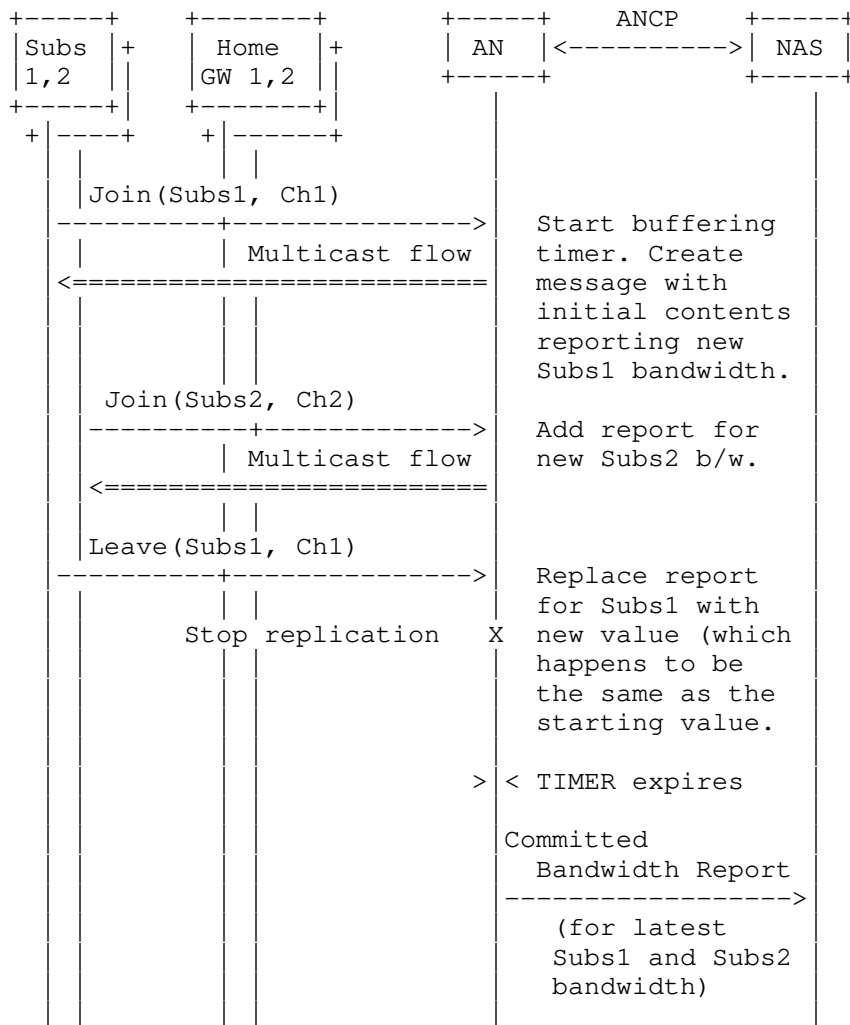 ANCP
Subs
1,2
Home
GW 1,2
AN
NAS
Join(Subs1, Ch1)
Start buffering
Multicast flow
timer. Create
message with
initial contents
reporting new
Subs1 bandwidth.
Join(Subs2, Ch2)
Add report for
Multicast flow
new Subs2 b/w.
Leave(Subs1, Ch1)
Replace report
for Subs1 with
Stop replication X
new value (which
happens to be
the same as the
starting value.
> < TIMER expires
Committed
Bandwidth Report
(for latest
Subs1 and Subs2
bandwidth)